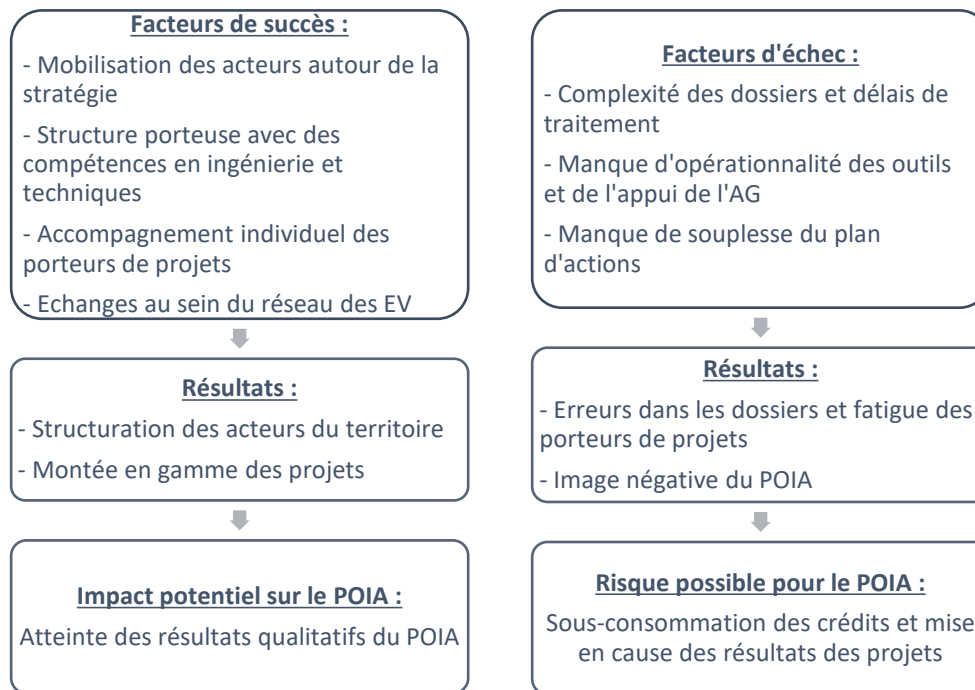 Facteurs de succès :
- Mobilisation des acteurs autour de la
stratégie
- Structure porteuse avec des
compétences en ingénierie et
techniques
- Accompagnement individuel des
porteurs de projets
- Echanges au sein du réseau des EV
Résultats :
- Structuration des acteurs du territoire
- Montée en gamme des projets
Impact potentiel sur le POIA :
Atteinte des résultats qualitatifs du POIA
Facteurs d'échec :
- Complexité des dossiers et délais de
traitement
- Manque d'opérationnalité des outils
et de l'appui de l'AG
- Manque de souplesse du plan
d'actions
Résultats :
- Erreurs dans les dossiers et fatigue des
porteurs de projets
- Image négative du POIA
Risque possible pour le POIA :
Sous-consommation des crédits et mise
en cause des résultats des projets